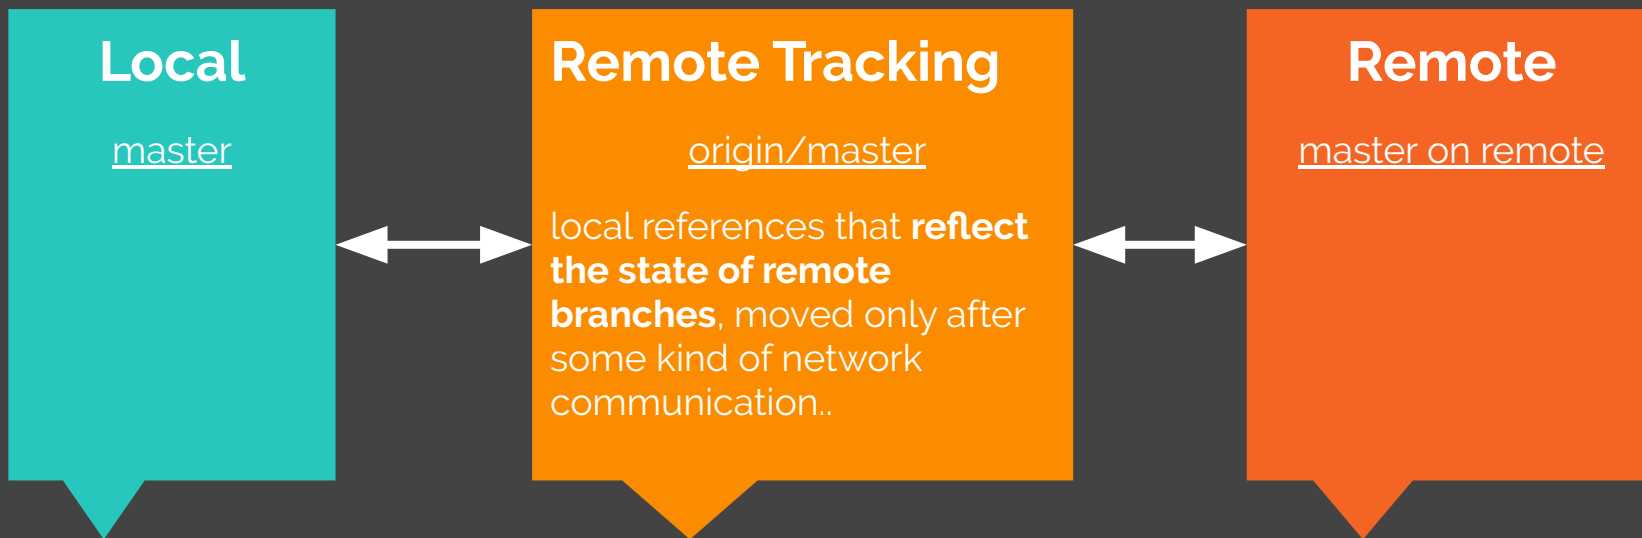 Local
master
Remote Tracking
origin/master
local references that reflect
the state of remote
branches, moved only after
some kind of network
communication..
Remote
master on remote